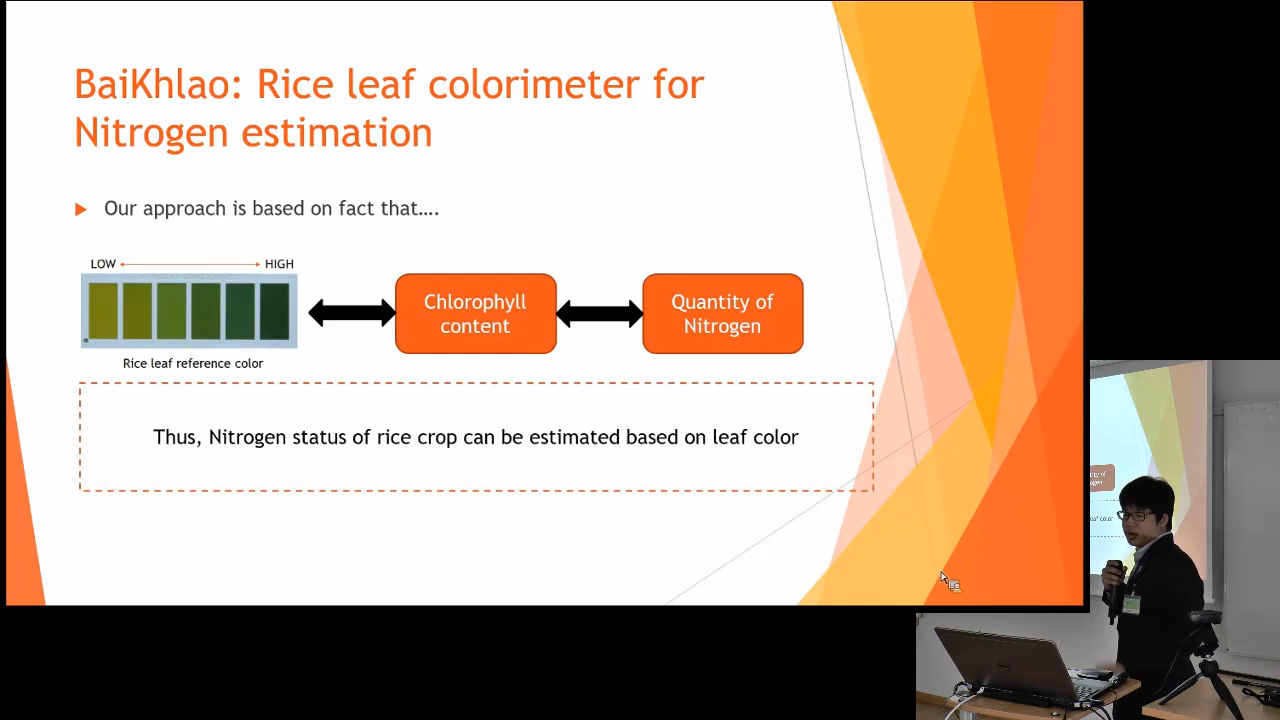 BaiKhlao: Rice leaf colorimeter for
Nitrogen estimation
Our approach is based on fact that....
LOW
HIGH
Chlorophyll
content
Quantity of
Nitrogen
Rice leaf reference color
Thus, Nitrogen status of rice crop can be estimated based on leaf color